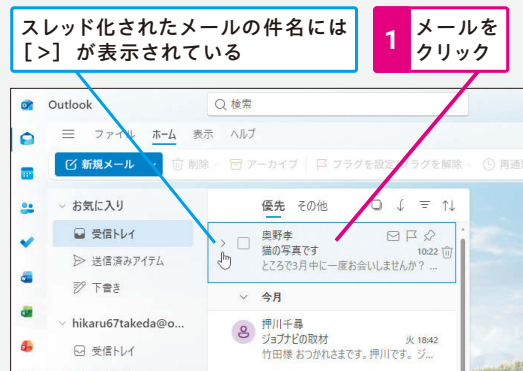 スレッド化されたメールの件名には
［>］が表示されている
1 メールを
クリック
Outlook
検索
ファイル ホーム 表示 ヘルプ
新規メール 削除 アーカイブ フラグを設定 フラグを解除 再通知
お気に入り
受信トレイ
送信済みアイテム
下書き
hikaru67takeda@o...
受信トレイ
優先 その他
奥野孝
猫の写真です 10:22
ところで3月中に一度お会いしませんか？ ...
今月
押川千尋
ジョブナビの取材 火 18:42
竹田様 おつかれさまです。押川です。ジ...